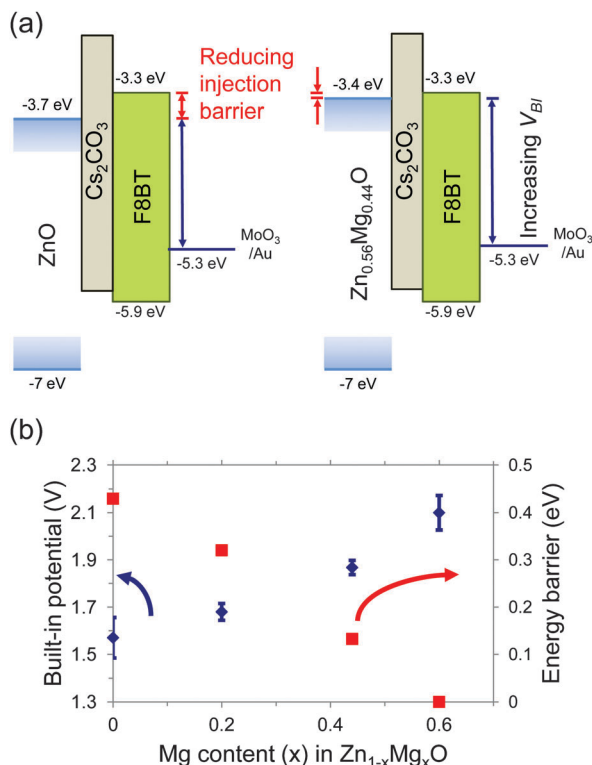 (a)
Reducing
injection
barrier
-3.7 eV
-3.3 eV
ZnO
Cs₂CO₃
F8BT
MoO₃
/Au
-5.3 eV
-5.9 eV
-7 eV
-3.4 eV
-3.3 eV
Zn₀.₅₆Mg₀.₄₄O
Cs₂CO₃
F8BT
Increasing V_BI
MoO₃
/Au
-5.3 eV
-5.9 eV
-7 eV
(b)
Built-in potential (V)
2.3
2.1
1.9
1.7
1.5
1.3
0
0.2
0.4
0.6
Mg content (x) in Zn₁₋ₓMgₓO
0.5
0.4
0.3
0.2
0.1
0
Energy barrier (eV)